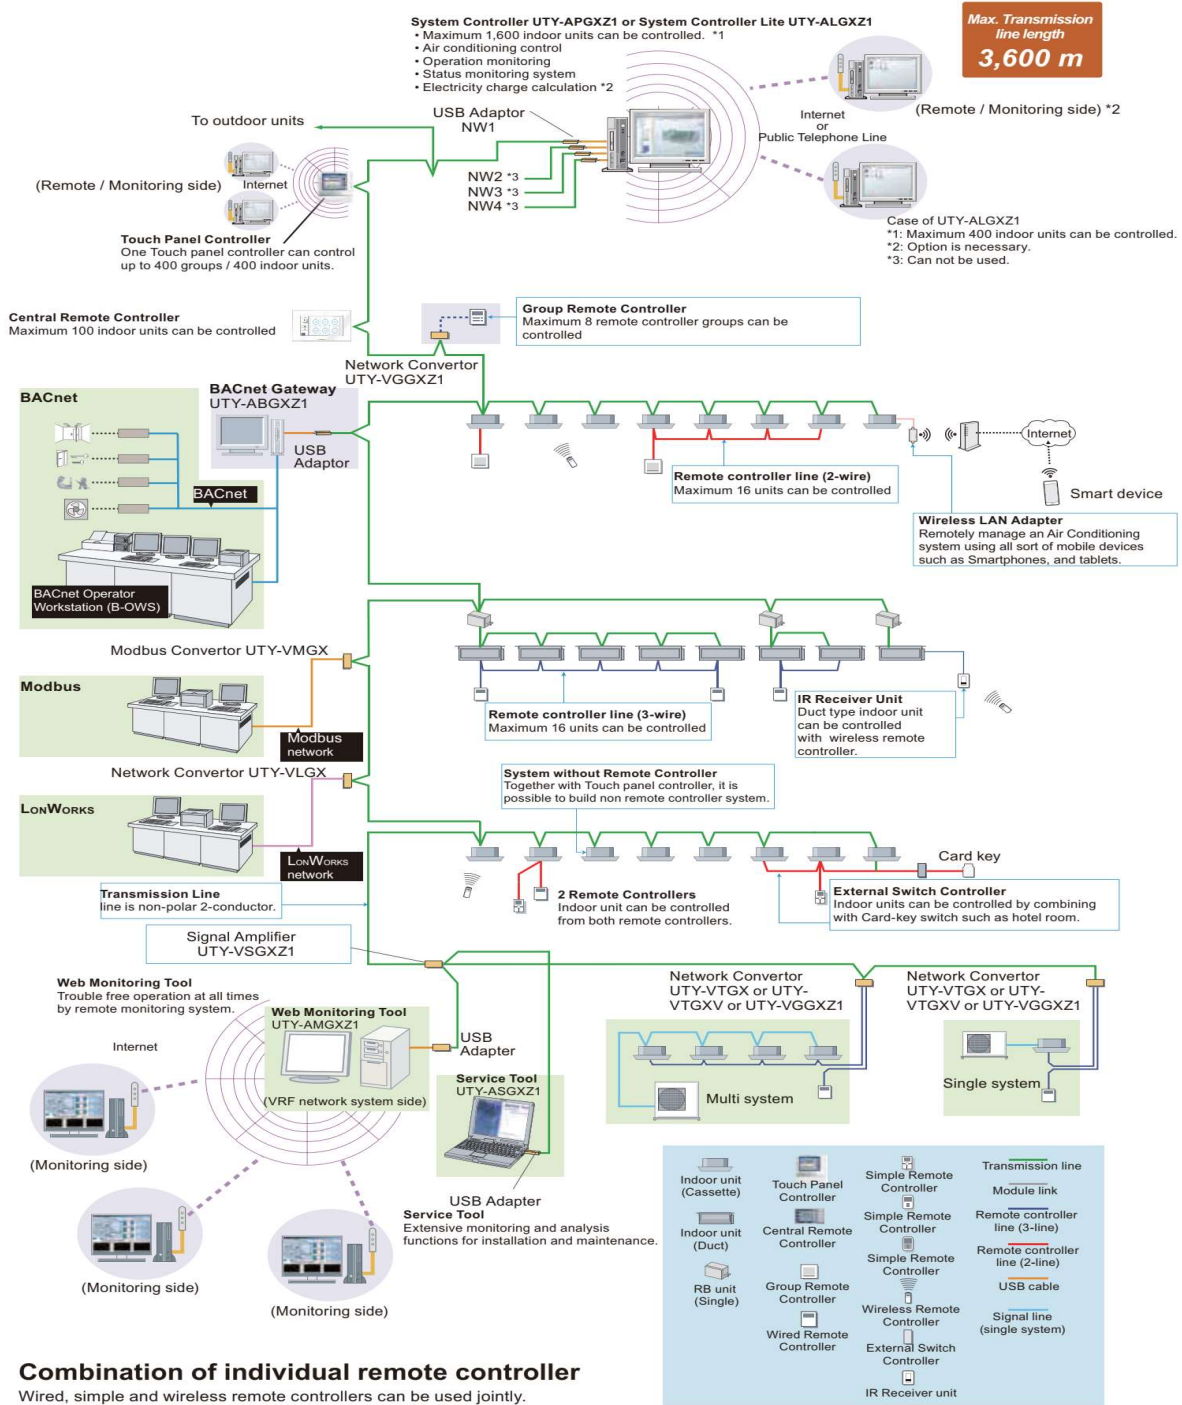 System Controller UTY-APGXZ1 or System Controller Lite UTY-ALGXZ1
• Maximum 1,600 indoor units can be controlled. *1
• Air conditioning control
• Operation monitoring
• Status monitoring system
• Electricity charge calculation *2
Max. Transmission
line length
3,600 m
USB Adaptor
NW1
NW2 *3
NW3 *3
NW4 *3
Internet
or
Public Telephone Line
(Remote / Monitoring side) *2
Case of UTY-ALGXZ1
*1: Maximum 400 indoor units can be controlled.
*2: Option is necessary.
*3: Can not be used.
To outdoor units
(Remote / Monitoring side)
Internet
Touch Panel Controller
One Touch panel controller can control
up to 400 groups / 400 indoor units.
Central Remote Controller
Maximum 100 indoor units can be controlled
Group Remote Controller
Maximum 8 remote controller groups can be
controlled
Network Convertor
UTY-VGGXZ1
BACnet
BACnet Gateway
UTY-ABGXZ1
USB
Adaptor
BACnet
BACnet Operator
Workstation (B-OWS)
Remote controller line (2-wire)
Maximum 16 units can be controlled
Internet
Smart device
Wireless LAN Adapter
Remotely manage an Air Conditioning
system using all sort of mobile devices
such as Smartphones, and tablets.
Modbus Convertor UTY-VMGX
Modbus
Modbus
network
Remote controller line (3-wire)
Maximum 16 units can be controlled
IR Receiver Unit
Duct type indoor unit
can be controlled
with wireless remote
controller.
Network Convertor UTY-VLGX
LONWORKS
LONWORKS
network
System without Remote Controller
Together with Touch panel controller, it is
possible to build non remote controller system.
Card key
Transmission Line
line is non-polar 2-conductor.
2 Remote Controllers
Indoor unit can be controlled
from both remote controllers.
External Switch Controller
Indoor units can be controlled by combining
with Card-key switch such as hotel room.
Signal Amplifier
UTY-VSGXZ1
Web Monitoring Tool
Trouble free operation at all times
by remote monitoring system.
Internet
Web Monitoring Tool
UTY-AMGXZ1
(VRF network system side)
USB
Adapter
Service Tool
UTY-ASGXZ1
USB Adapter
Service Tool
Extensive monitoring and analysis
functions for installation and maintenance.
Network Convertor
UTY-VTGX or UTY-
VTGXV or UTY-VGGXZ1
Multi system
Network Convertor
UTY-VTGX or UTY-
VTGXV or UTY-VGGXZ1
Single system
(Monitoring side)
(Monitoring side)
(Monitoring side)
Indoor unit
(Cassette)
Indoor unit
(Duct)
RB unit
(Single)
Touch Panel
Controller
Central Remote
Controller
Group Remote
Controller
Wired Remote
Controller
Simple Remote
Controller
Simple Remote
Controller
Simple Remote
Controller
Wireless Remote
Controller
External Switch
Controller
IR Receiver unit
Transmission line
Module link
Remote controller
line (3-line)
Remote controller
line (2-line)
USB cable
Signal line
(single system)
Combination of individual remote controller
Wired, simple and wireless remote controllers can be used jointly.